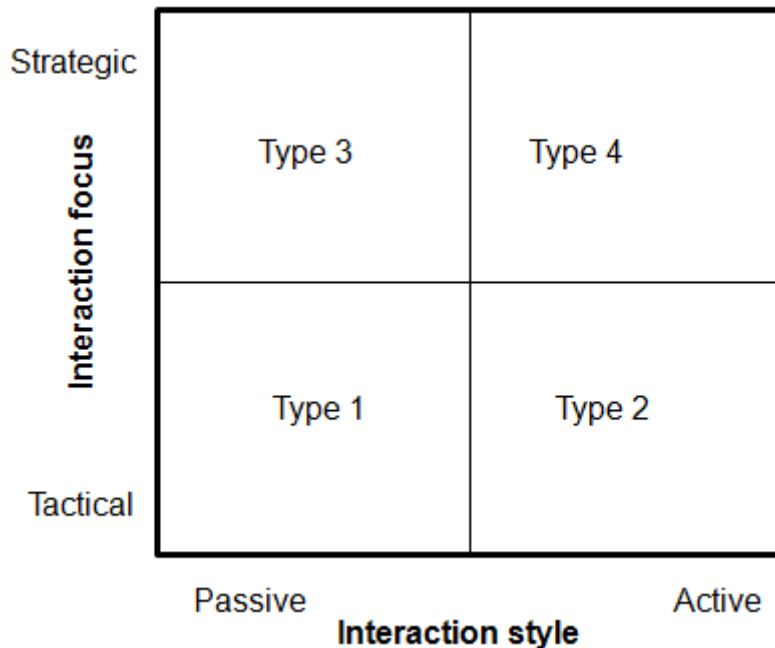 Strategic
Interaction focus
Type 3
Type 4
Type 1
Type 2
Tactical
Passive
Active
Interaction style